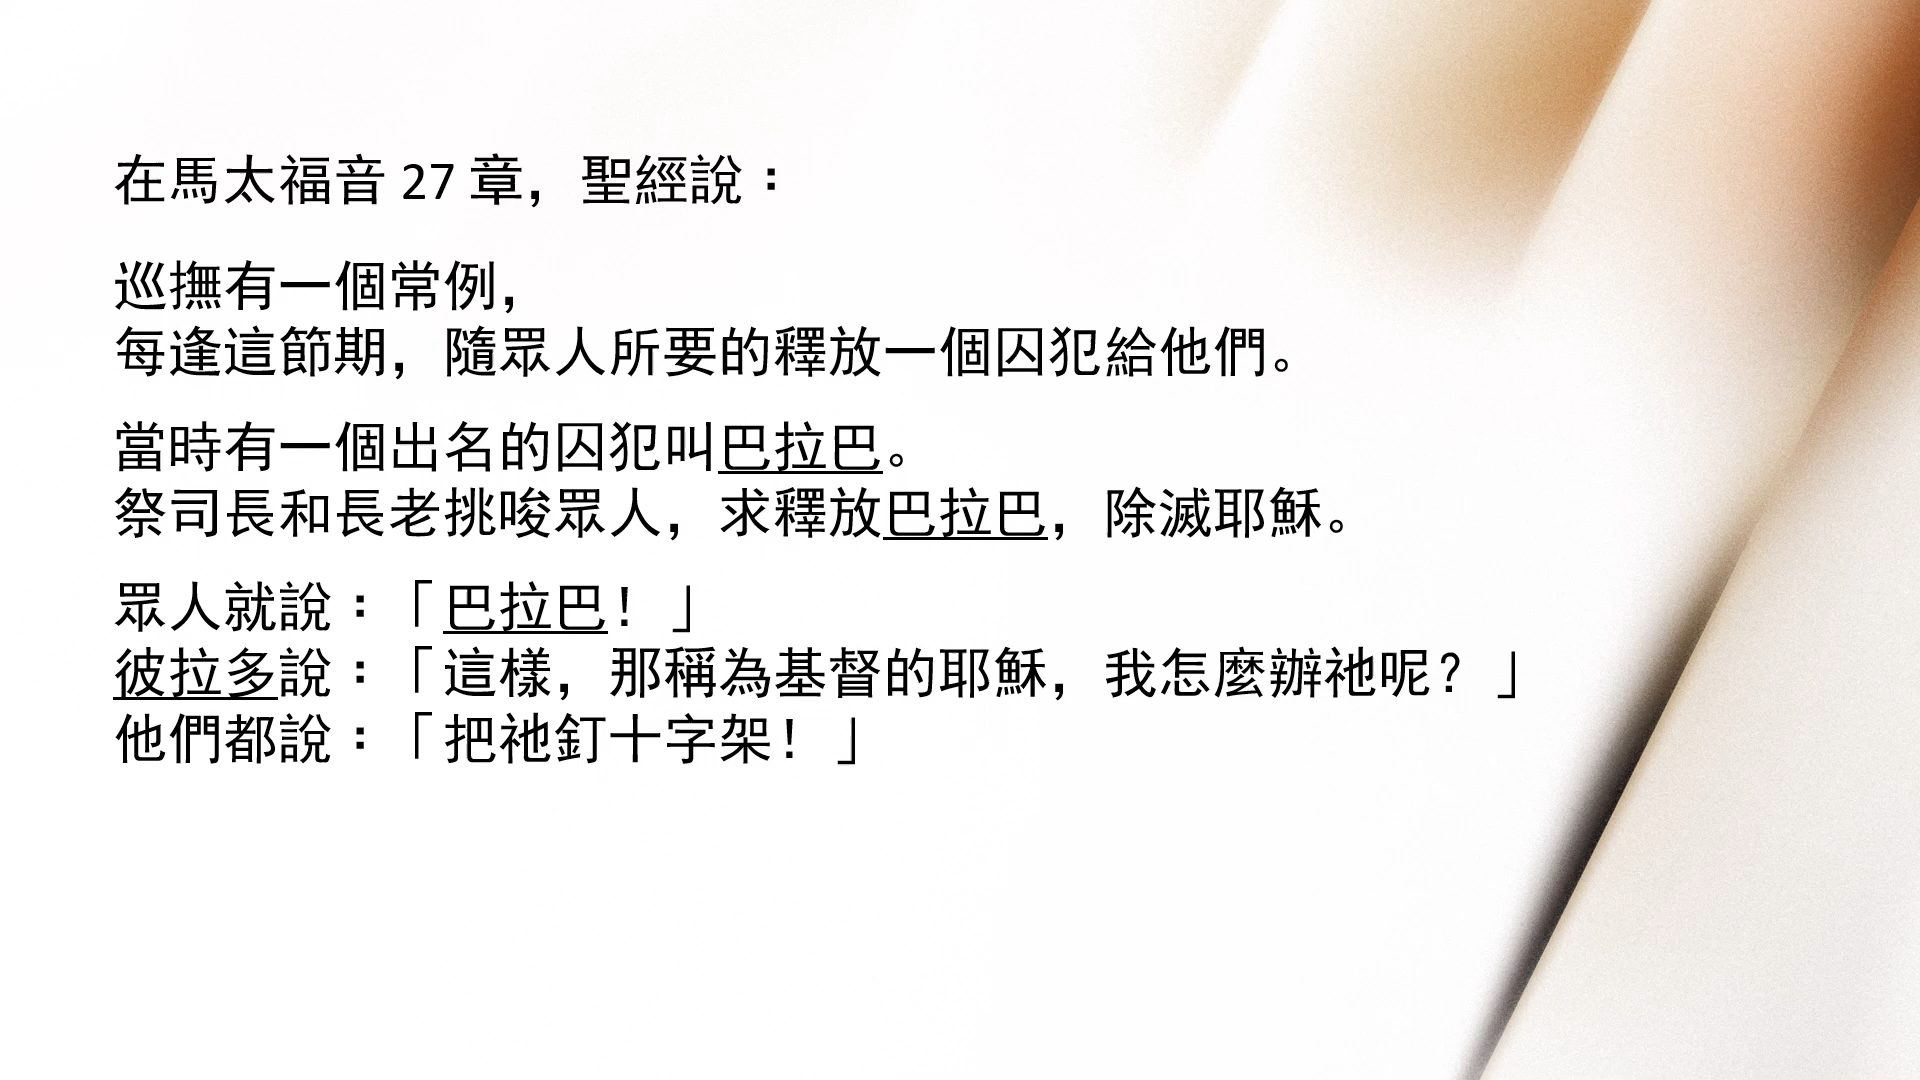 在馬太福音 27 章，聖經說：
巡撫有一個常例，
每逢這節期，隨眾人所要的釋放一個囚犯給他們。
當時有一個出名的囚犯叫巴拉巴。
祭司長和長老挑唆眾人，求釋放巴拉巴，除滅耶穌。
眾人就說：「巴拉巴！」
彼拉多說：「這樣，那稱為基督的耶穌，我怎麼辦祂呢？」
他們都說：「把祂釘十字架！」